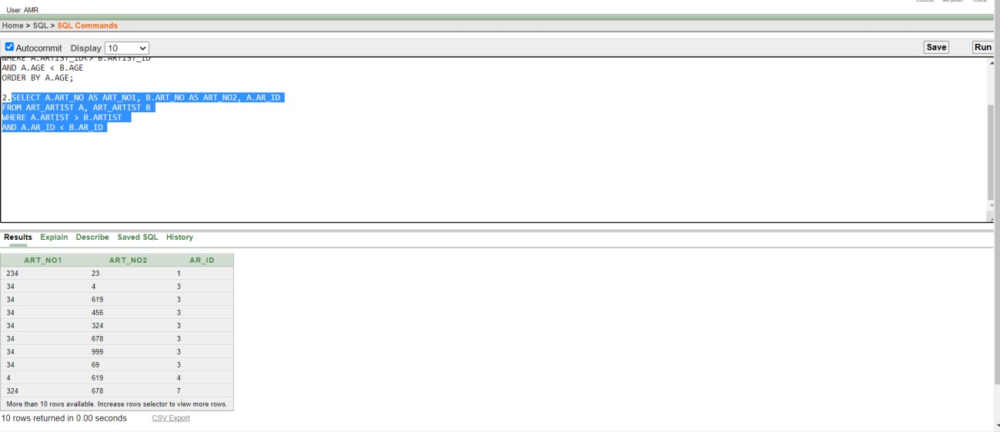 User: AMR
Home Logout Help
Home > SQL > SQL Commands
Autocommit Display 10 Save Run
WHERE A.ARTIST_ID<> B.ARTIST_ID
AND A.AGE < B.AGE
ORDER BY A.AGE;
2.SELECT A.ART_NO AS ART_NO1, B.ART_NO AS ART_NO2, A.AR_ID
FROM ART_ARTIST A, ART_ARTIST B
WHERE A.ARTIST > B.ARTIST
AND A.AR_ID < B.AR_ID
Results Explain Describe Saved SQL History
ART_NO1 ART_NO2 AR_ID
234 23 1
34 4 3
34 619 3
34 456 3
34 324 3
34 678 3
34 999 3
34 69 3
4 619 4
324 678 7
More than 10 rows available. Increase rows selector to view more rows.
10 rows returned in 0.00 seconds CSV Export